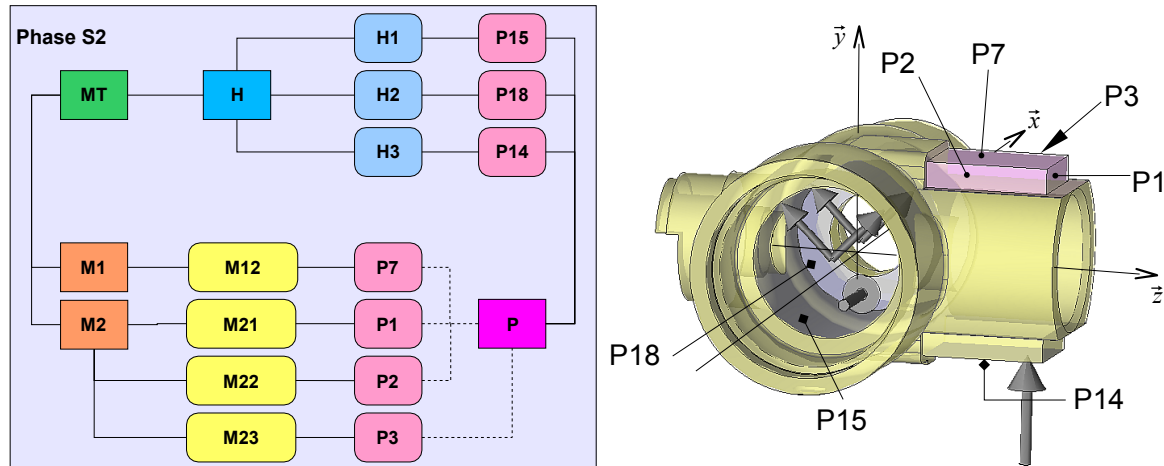 Phase S2
H1 P15
MT H H2 P18
H3 P14
M1 M12 P7
M2 M21 P1 P
M22 P2
M23 P3
y⃗
P7
P2
x⃗
P3
P1
z⃗
P18
P15
P14